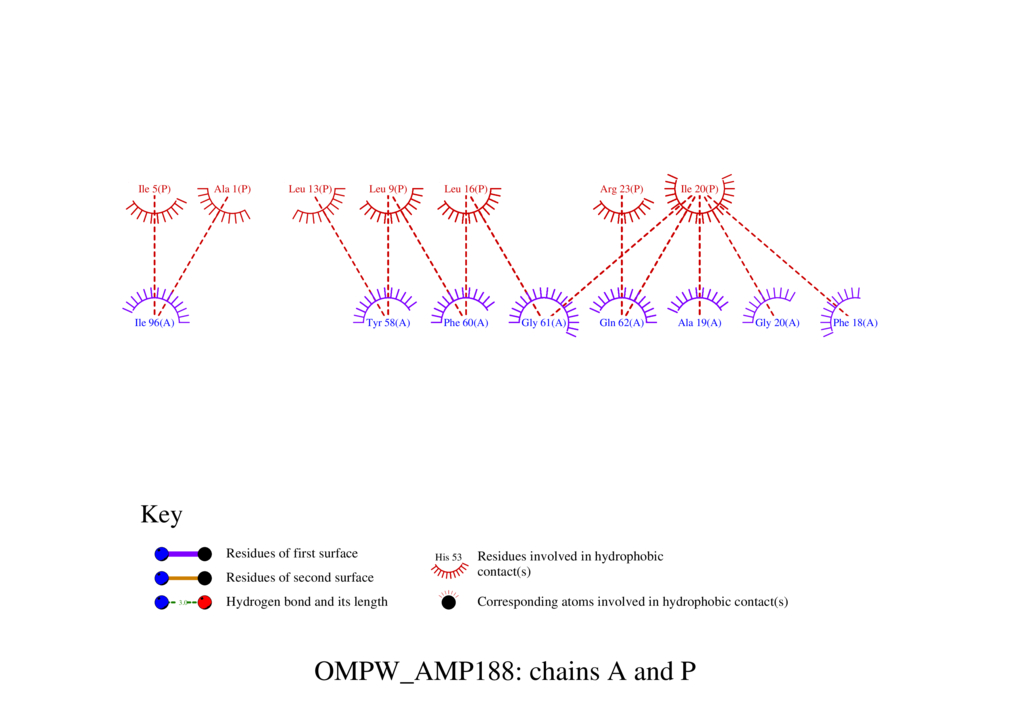 Ile 5(P) Ala 1(P) Leu 13(P) Leu 9(P) Leu 16(P) Arg 23(P) Ile 20(P)
Ile 96(A) Tyr 58(A) Phe 60(A) Gly 61(A) Gln 62(A) Ala 19(A) Gly 20(A) Phe 18(A)
Key
Residues of first surface
Residues of second surface
3.0 Hydrogen bond and its length
His 53 Residues involved in hydrophobic
contact(s)
Corresponding atoms involved in hydrophobic contact(s)
OMPW_AMP188: chains A and P